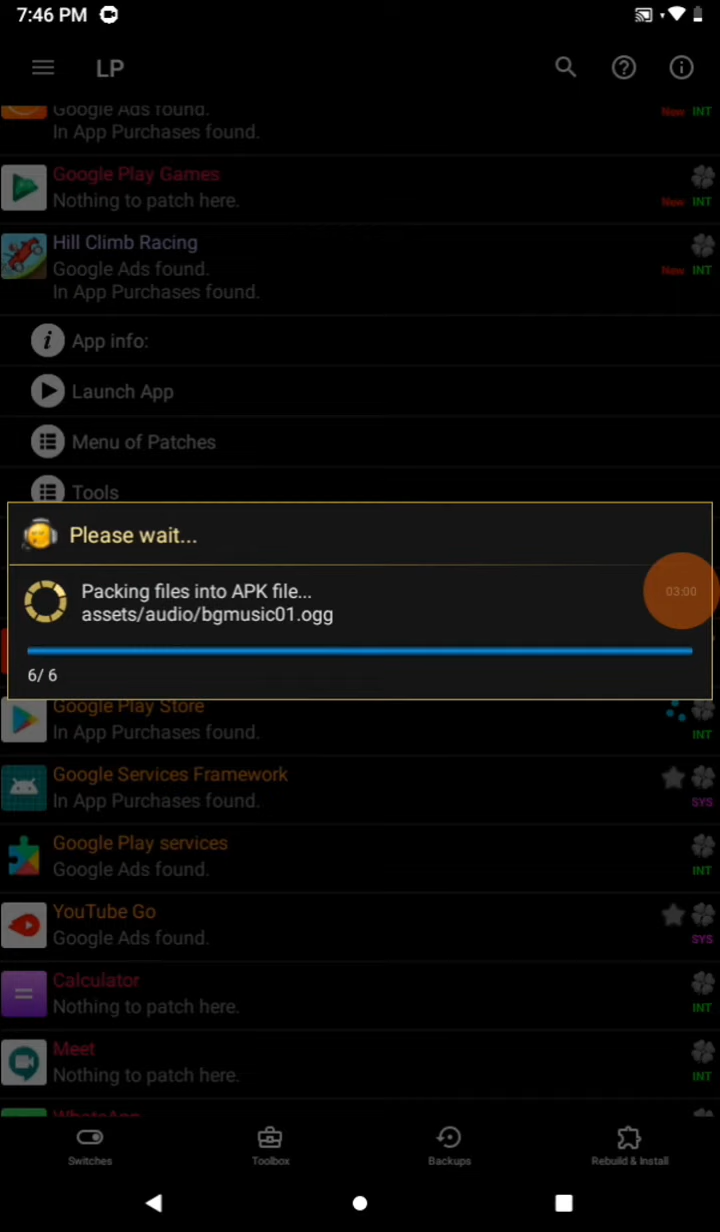 7:46 PM
LP
Google Ads found.
In App Purchases found.
New INT
Google Play Games
Nothing to patch here.
New INT
Hill Climb Racing
Google Ads found.
In App Purchases found.
New INT
App info:
Launch App
Menu of Patches
Tools
Please wait...
Packing files into APK file...
assets/audio/bgmusic01.ogg
03:00
6/ 6
Google Play Store
In App Purchases found.
INT
Google Services Framework
In App Purchases found.
SYS
Google Play services
Google Ads found.
INT
YouTube Go
Google Ads found.
SYS
Calculator
Nothing to patch here.
INT
Meet
Nothing to patch here.
INT
WhatsApp
Switches
Toolbox
Backups
Rebuild & Install